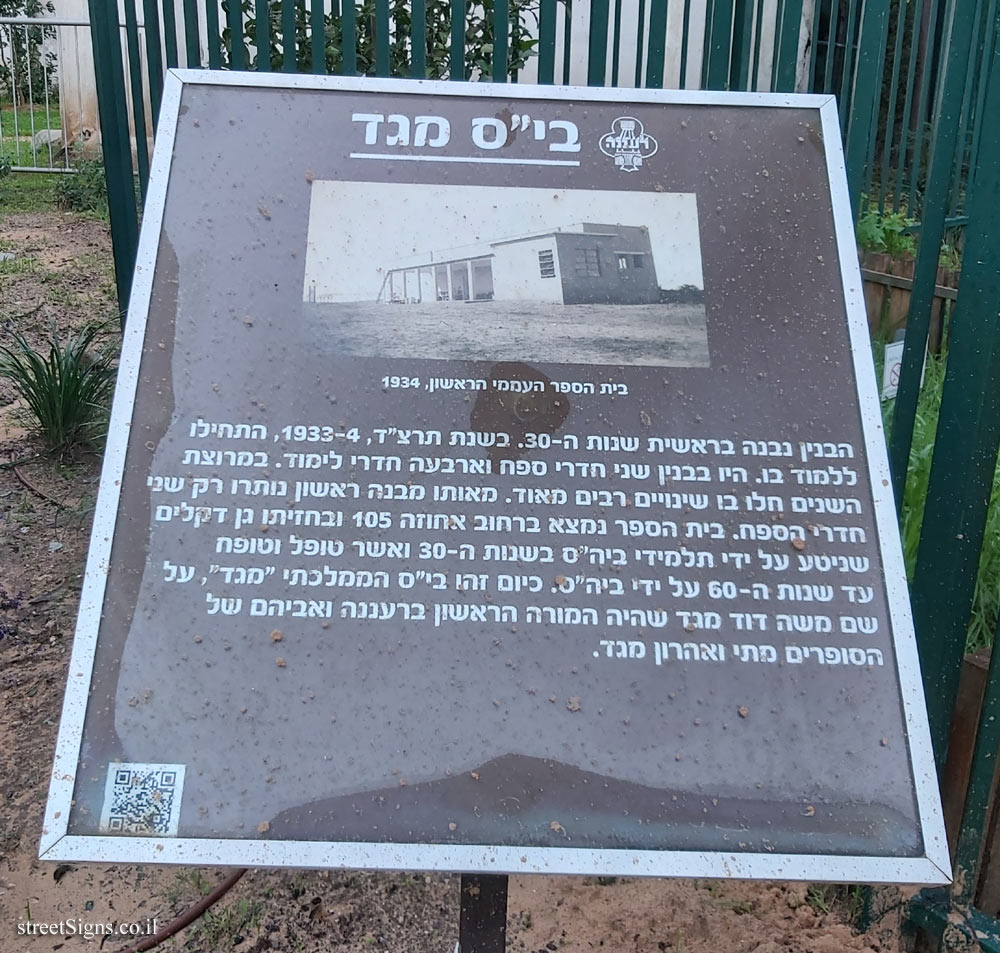 רעננה
בי"ס מגד
בית הספר העממי הראשון, 1934
הבנין נבנה בראשית שנות ה-30. בשנת תרצ"ד, 1933-4, התחילו
ללמוד בו. היו בבנין שני חדרי ספח וארבעה חדרי לימוד. במרוצת
השנים חלו בו שינויים רבים מאוד. מאותו מבנה ראשון נותרו רק שני
חדרי הספח. בית הספר נמצא ברחוב אחוזה 105 ובחזיתו גן דקלים
שניטע על ידי תלמידי ביה"ס בשנות ה-30 ואשר טופל וטופח
עד שנות ה-60 על ידי ביה"ס. כיום זהו בי"ס הממלכתי "מגד", על
שם משה דוד מגד שהיה המורה הראשון ברעננה ואביהם של
הסופרים מתי ואהרון מגד.
streetSigns.co.il